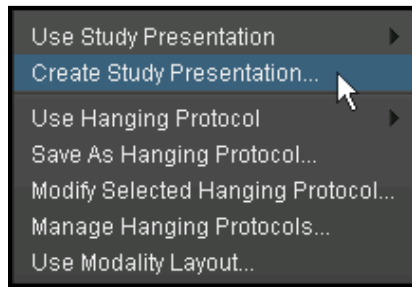 Use Study Presentation
Create Study Presentation...
Use Hanging Protocol
Save As Hanging Protocol...
Modify Selected Hanging Protocol...
Manage Hanging Protocols...
Use Modality Layout...